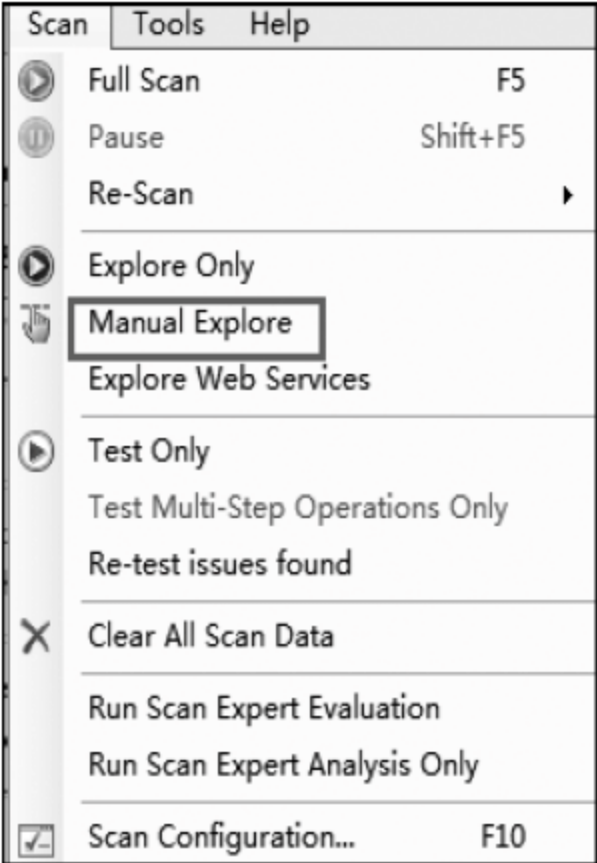 Scan Tools Help
Full Scan F5
Pause Shift+F5
Re-Scan
Explore Only
Manual Explore
Explore Web Services
Test Only
Test Multi-Step Operations Only
Re-test issues found
Clear All Scan Data
Run Scan Expert Evaluation
Run Scan Expert Analysis Only
Scan Configuration... F10